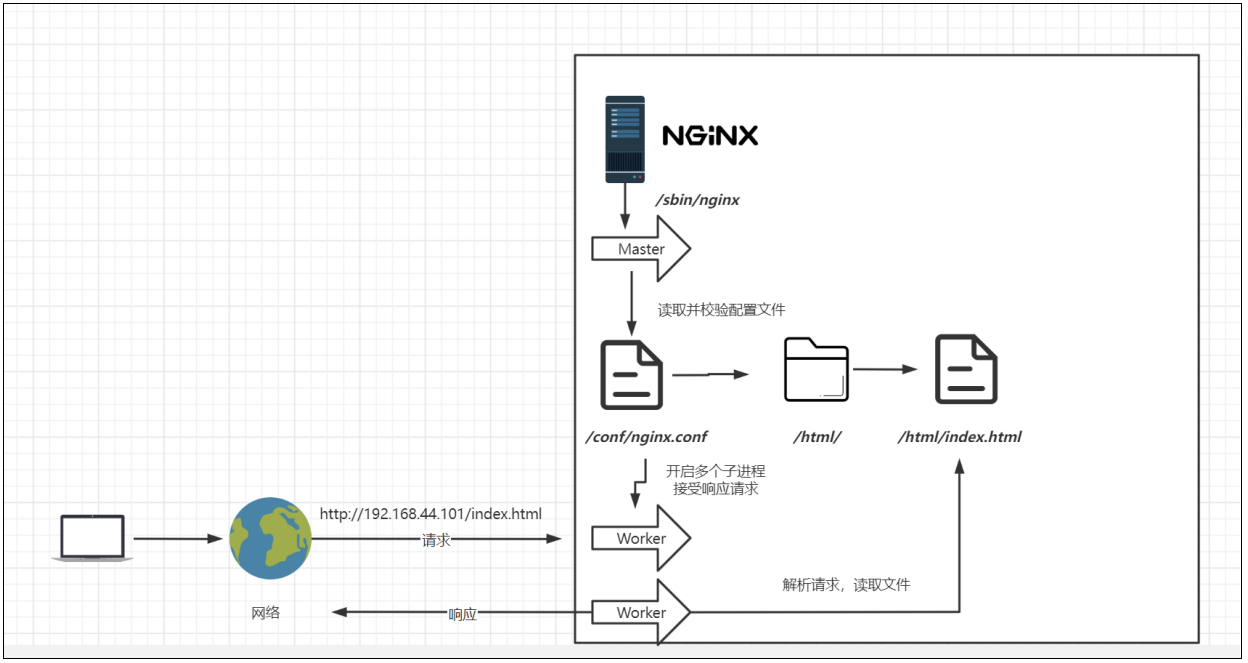 NGiNX
/sbin/nginx
Master
读取并校验配置文件
/conf/nginx.conf
/html/
/html/index.html
开启多个子进程
接受响应请求
http://192.168.44.101/index.html
请求
Worker
解析请求，读取文件
网络
响应
Worker